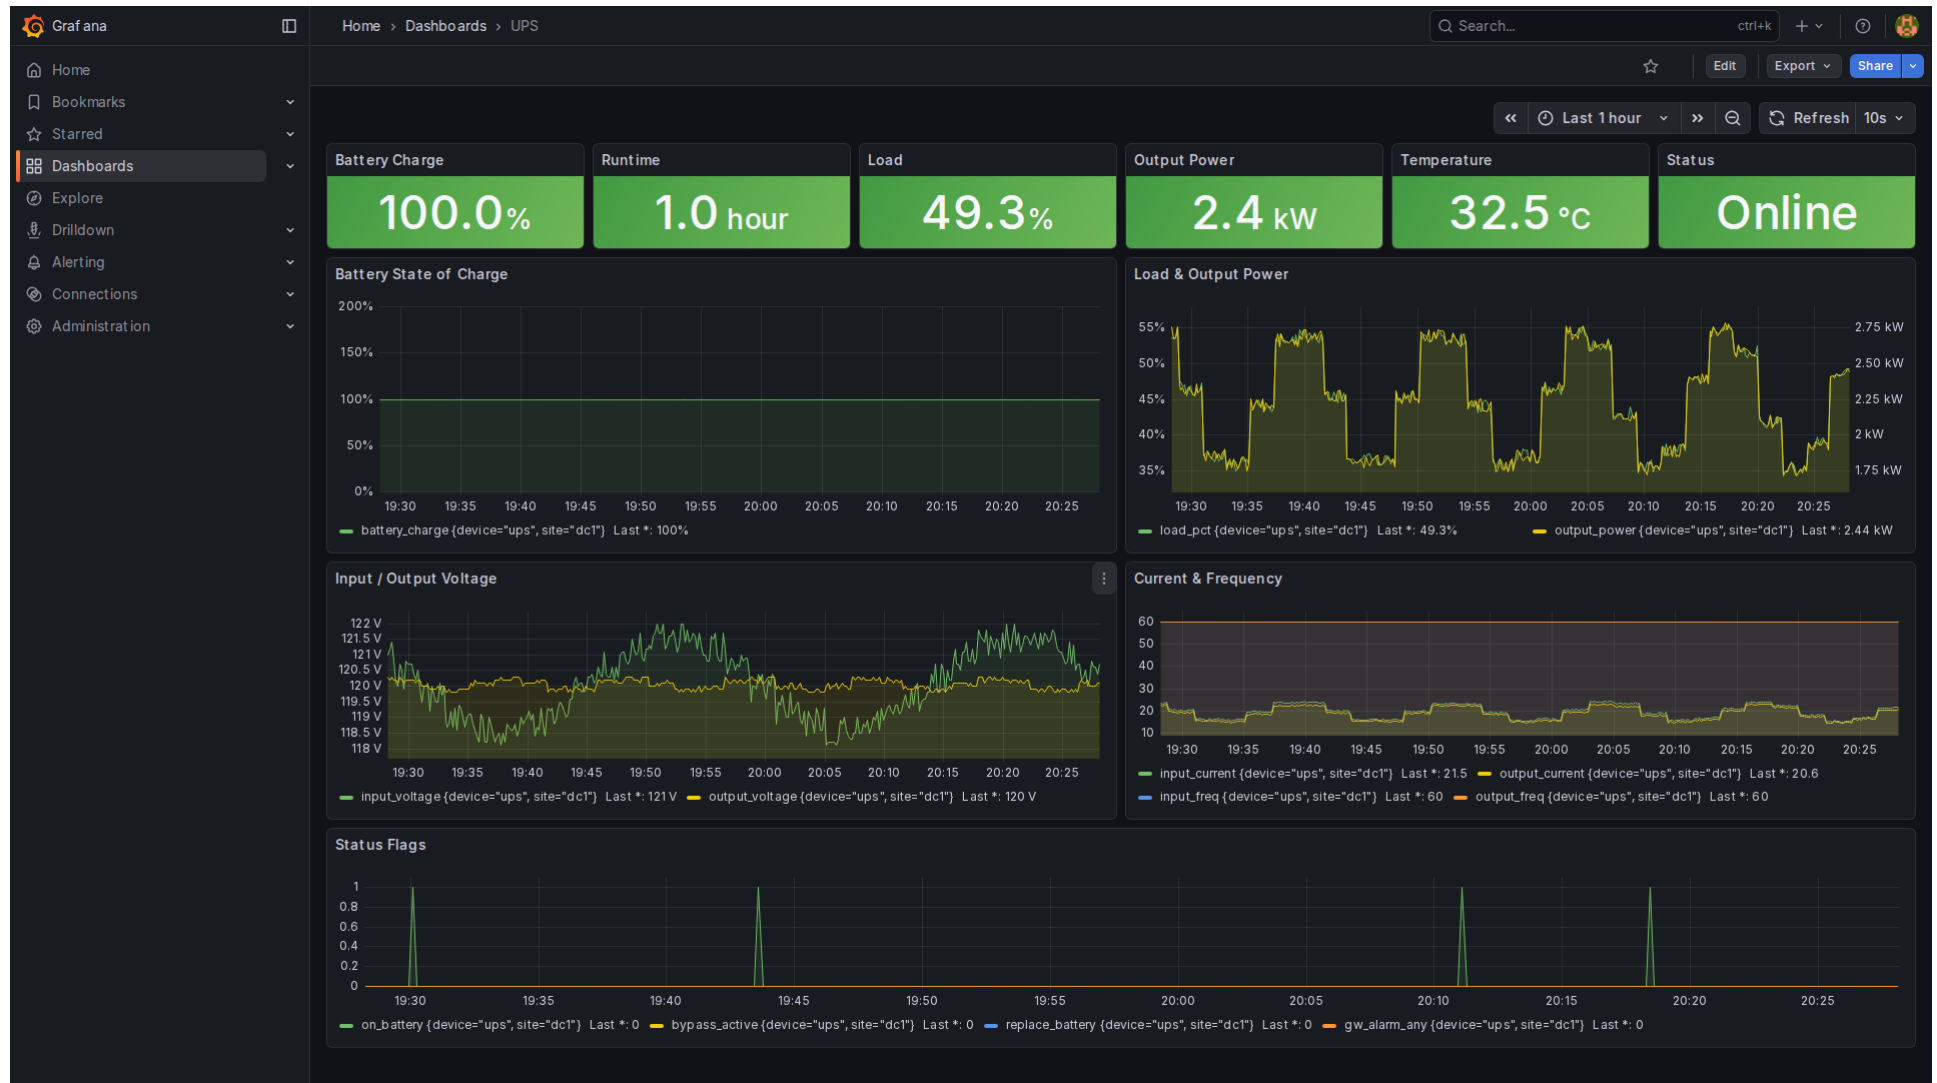 Grafana
Home › Dashboards › UPS
Search... ctrl+k
Home
Bookmarks
Starred
Dashboards
Explore
Drilldown
Alerting
Connections
Administration
Edit Export Share
Last 1 hour Refresh 10s
Battery Charge
100.0%
Runtime
1.0 hour
Load
49.3%
Output Power
2.4 kW
Temperature
32.5 °C
Status
Online
Battery State of Charge
200%
150%
100%
50%
0%
19:30 19:35 19:40 19:45 19:50 19:55 20:00 20:05 20:10 20:15 20:20 20:25
battery_charge {device="ups", site="dc1"} Last *: 100%
Load & Output Power
55% 2.75 kW
50% 2.50 kW
45% 2.25 kW
40% 2 kW
35% 1.75 kW
19:30 19:35 19:40 19:45 19:50 19:55 20:00 20:05 20:10 20:15 20:20 20:25
load_pct {device="ups", site="dc1"} Last *: 49.3% output_power {device="ups", site="dc1"} Last *: 2.44 kW
Input / Output Voltage
122 V
121.5 V
121 V
120.5 V
120 V
119.5 V
119 V
118.5 V
118 V
19:30 19:35 19:40 19:45 19:50 19:55 20:00 20:05 20:10 20:15 20:20 20:25
input_voltage {device="ups", site="dc1"} Last *: 121 V output_voltage {device="ups", site="dc1"} Last *: 120 V
Current & Frequency
60
50
40
30
20
10
19:30 19:35 19:40 19:45 19:50 19:55 20:00 20:05 20:10 20:15 20:20 20:25
input_current {device="ups", site="dc1"} Last *: 21.5 output_current {device="ups", site="dc1"} Last *: 20.6
input_freq {device="ups", site="dc1"} Last *: 60 output_freq {device="ups", site="dc1"} Last *: 60
Status Flags
1
0.8
0.6
0.4
0.2
0
19:30 19:35 19:40 19:45 19:50 19:55 20:00 20:05 20:10 20:15 20:20 20:25
on_battery {device="ups", site="dc1"} Last *: 0 bypass_active {device="ups", site="dc1"} Last *: 0 replace_battery {device="ups", site="dc1"} Last *: 0 gw_alarm_any {device="ups", site="dc1"} Last *: 0